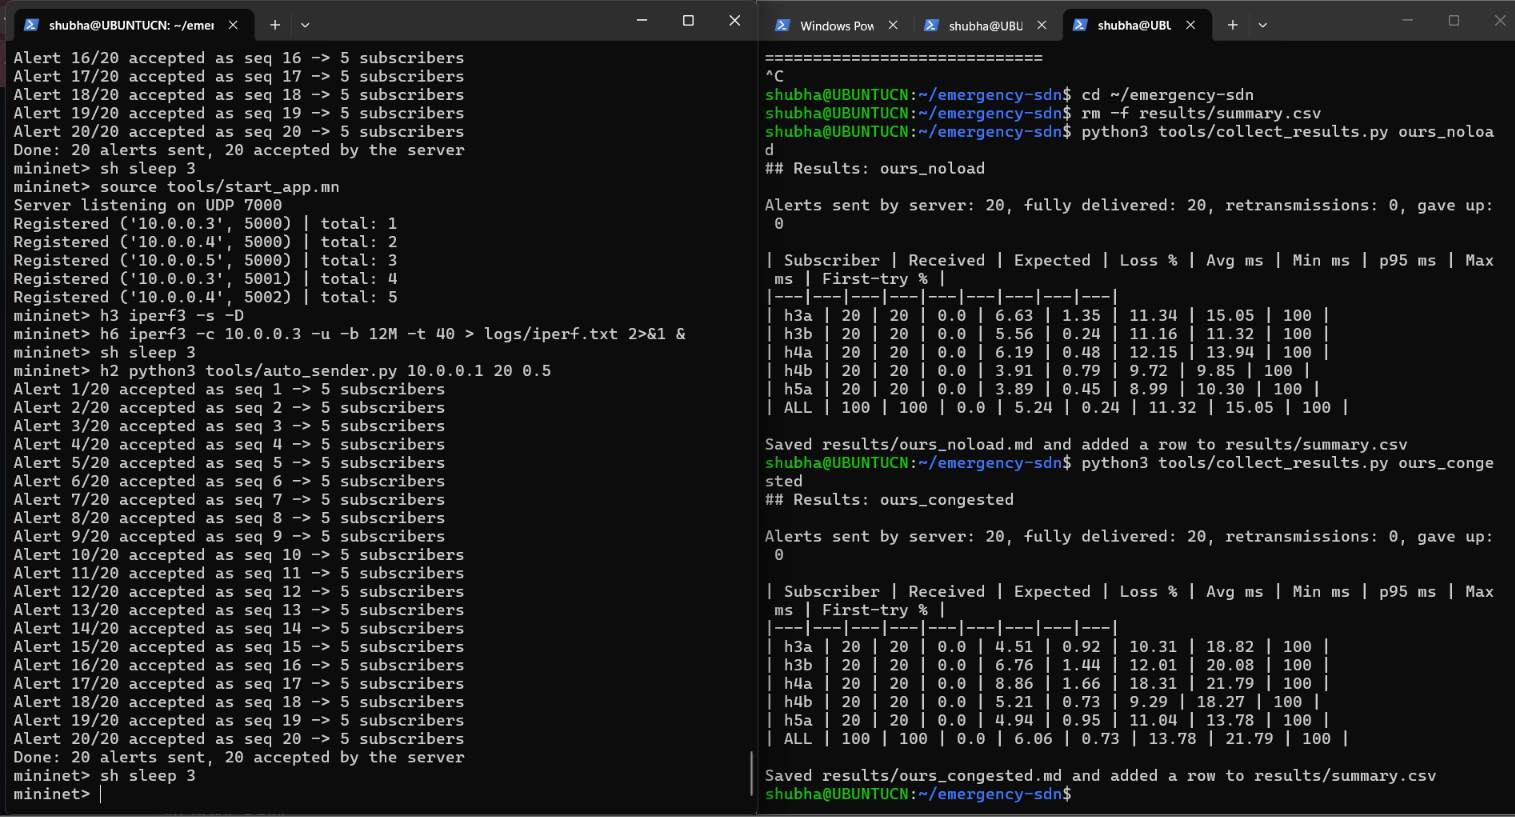 shubha@UBUNTUCN: ~/emer
Alert 16/20 accepted as seq 16 -> 5 subscribers
Alert 17/20 accepted as seq 17 -> 5 subscribers
Alert 18/20 accepted as seq 18 -> 5 subscribers
Alert 19/20 accepted as seq 19 -> 5 subscribers
Alert 20/20 accepted as seq 20 -> 5 subscribers
Done: 20 alerts sent, 20 accepted by the server
mininet> sh sleep 3
mininet> source tools/start_app.mn
Server listening on UDP 7000
Registered ('10.0.0.3', 5000) | total: 1
Registered ('10.0.0.4', 5000) | total: 2
Registered ('10.0.0.5', 5000) | total: 3
Registered ('10.0.0.3', 5001) | total: 4
Registered ('10.0.0.4', 5002) | total: 5
mininet> h3 iperf3 -s -D
mininet> h6 iperf3 -c 10.0.0.3 -u -b 12M -t 40 > logs/iperf.txt 2>&1 &
mininet> sh sleep 3
mininet> h2 python3 tools/auto_sender.py 10.0.0.1 20 0.5
Alert 1/20 accepted as seq 1 -> 5 subscribers
Alert 2/20 accepted as seq 2 -> 5 subscribers
Alert 3/20 accepted as seq 3 -> 5 subscribers
Alert 4/20 accepted as seq 4 -> 5 subscribers
Alert 5/20 accepted as seq 5 -> 5 subscribers
Alert 6/20 accepted as seq 6 -> 5 subscribers
Alert 7/20 accepted as seq 7 -> 5 subscribers
Alert 8/20 accepted as seq 8 -> 5 subscribers
Alert 9/20 accepted as seq 9 -> 5 subscribers
Alert 10/20 accepted as seq 10 -> 5 subscribers
Alert 11/20 accepted as seq 11 -> 5 subscribers
Alert 12/20 accepted as seq 12 -> 5 subscribers
Alert 13/20 accepted as seq 13 -> 5 subscribers
Alert 14/20 accepted as seq 14 -> 5 subscribers
Alert 15/20 accepted as seq 15 -> 5 subscribers
Alert 16/20 accepted as seq 16 -> 5 subscribers
Alert 17/20 accepted as seq 17 -> 5 subscribers
Alert 18/20 accepted as seq 18 -> 5 subscribers
Alert 19/20 accepted as seq 19 -> 5 subscribers
Alert 20/20 accepted as seq 20 -> 5 subscribers
Done: 20 alerts sent, 20 accepted by the server
mininet> sh sleep 3
mininet>
Windows Pow
shubha@UBU
shubha@UBL
=============================
^C
shubha@UBUNTUCN:~/emergency-sdn$ cd ~/emergency-sdn
shubha@UBUNTUCN:~/emergency-sdn$ rm -f results/summary.csv
shubha@UBUNTUCN:~/emergency-sdn$ python3 tools/collect_results.py ours_noloa
d
## Results: ours_noload
Alerts sent by server: 20, fully delivered: 20, retransmissions: 0, gave up:
0
| Subscriber | Received | Expected | Loss % | Avg ms | Min ms | p95 ms | Max
ms | First-try % |
|---|---|---|---|---|---|---|---|---|
| h3a | 20 | 20 | 0.0 | 6.63 | 1.35 | 11.34 | 15.05 | 100 |
| h3b | 20 | 20 | 0.0 | 5.56 | 0.24 | 11.16 | 11.32 | 100 |
| h4a | 20 | 20 | 0.0 | 6.19 | 0.48 | 12.15 | 13.94 | 100 |
| h4b | 20 | 20 | 0.0 | 3.91 | 0.79 | 9.72 | 9.85 | 100 |
| h5a | 20 | 20 | 0.0 | 3.89 | 0.45 | 8.99 | 10.30 | 100 |
| ALL | 100 | 100 | 0.0 | 5.24 | 0.24 | 11.32 | 15.05 | 100 |
Saved results/ours_noload.md and added a row to results/summary.csv
shubha@UBUNTUCN:~/emergency-sdn$ python3 tools/collect_results.py ours_conge
sted
## Results: ours_congested
Alerts sent by server: 20, fully delivered: 20, retransmissions: 0, gave up:
0
| Subscriber | Received | Expected | Loss % | Avg ms | Min ms | p95 ms | Max
ms | First-try % |
|---|---|---|---|---|---|---|---|---|
| h3a | 20 | 20 | 0.0 | 4.51 | 0.92 | 10.31 | 18.82 | 100 |
| h3b | 20 | 20 | 0.0 | 6.76 | 1.44 | 12.01 | 20.08 | 100 |
| h4a | 20 | 20 | 0.0 | 8.86 | 1.66 | 18.31 | 21.79 | 100 |
| h4b | 20 | 20 | 0.0 | 5.21 | 0.73 | 9.29 | 18.27 | 100 |
| h5a | 20 | 20 | 0.0 | 4.94 | 0.95 | 11.04 | 13.78 | 100 |
| ALL | 100 | 100 | 0.0 | 6.06 | 0.73 | 13.78 | 21.79 | 100 |
Saved results/ours_congested.md and added a row to results/summary.csv
shubha@UBUNTUCN:~/emergency-sdn$